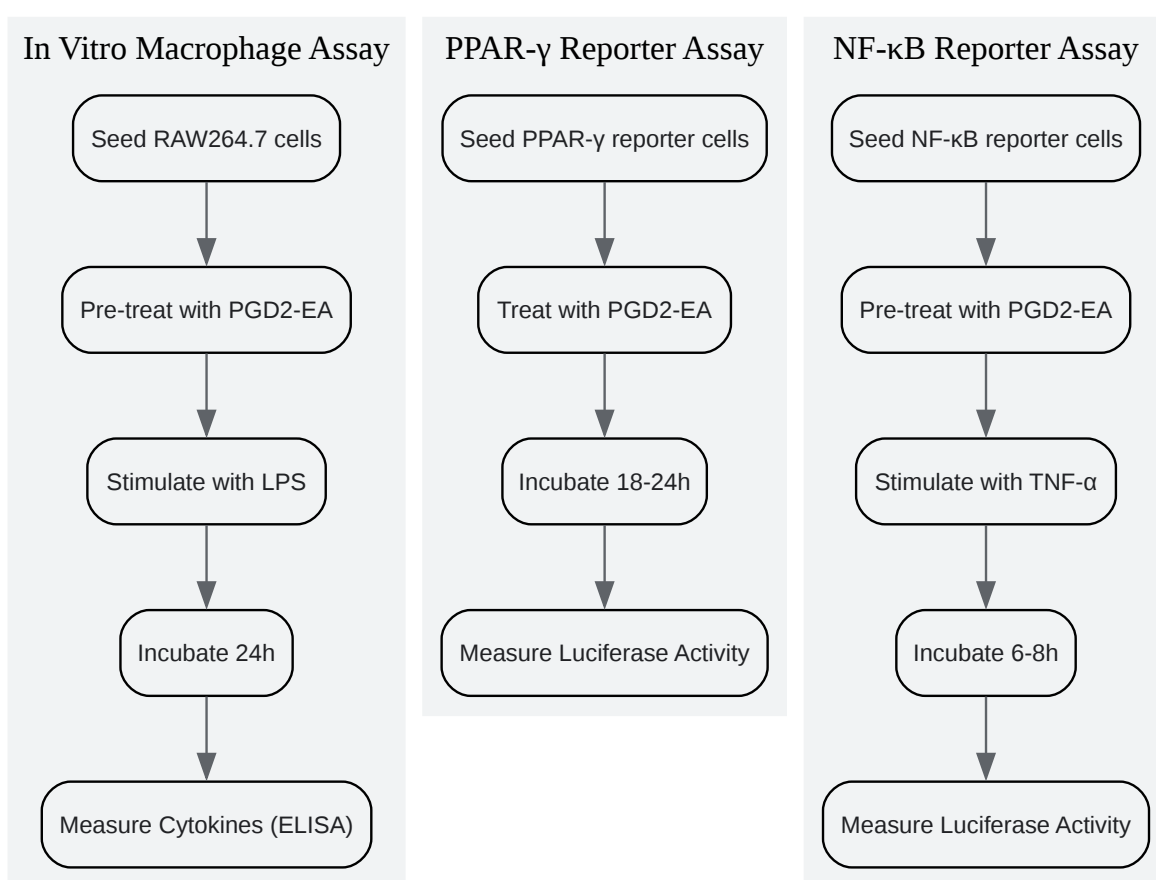 In Vitro Macrophage Assay
Seed RAW264.7 cells
Pre-treat with PGD2-EA
Stimulate with LPS
Incubate 24h
Measure Cytokines (ELISA)
PPAR-γ Reporter Assay
Seed PPAR-γ reporter cells
Treat with PGD2-EA
Incubate 18-24h
Measure Luciferase Activity
NF-κB Reporter Assay
Seed NF-κB reporter cells
Pre-treat with PGD2-EA
Stimulate with TNF-α
Incubate 6-8h
Measure Luciferase Activity